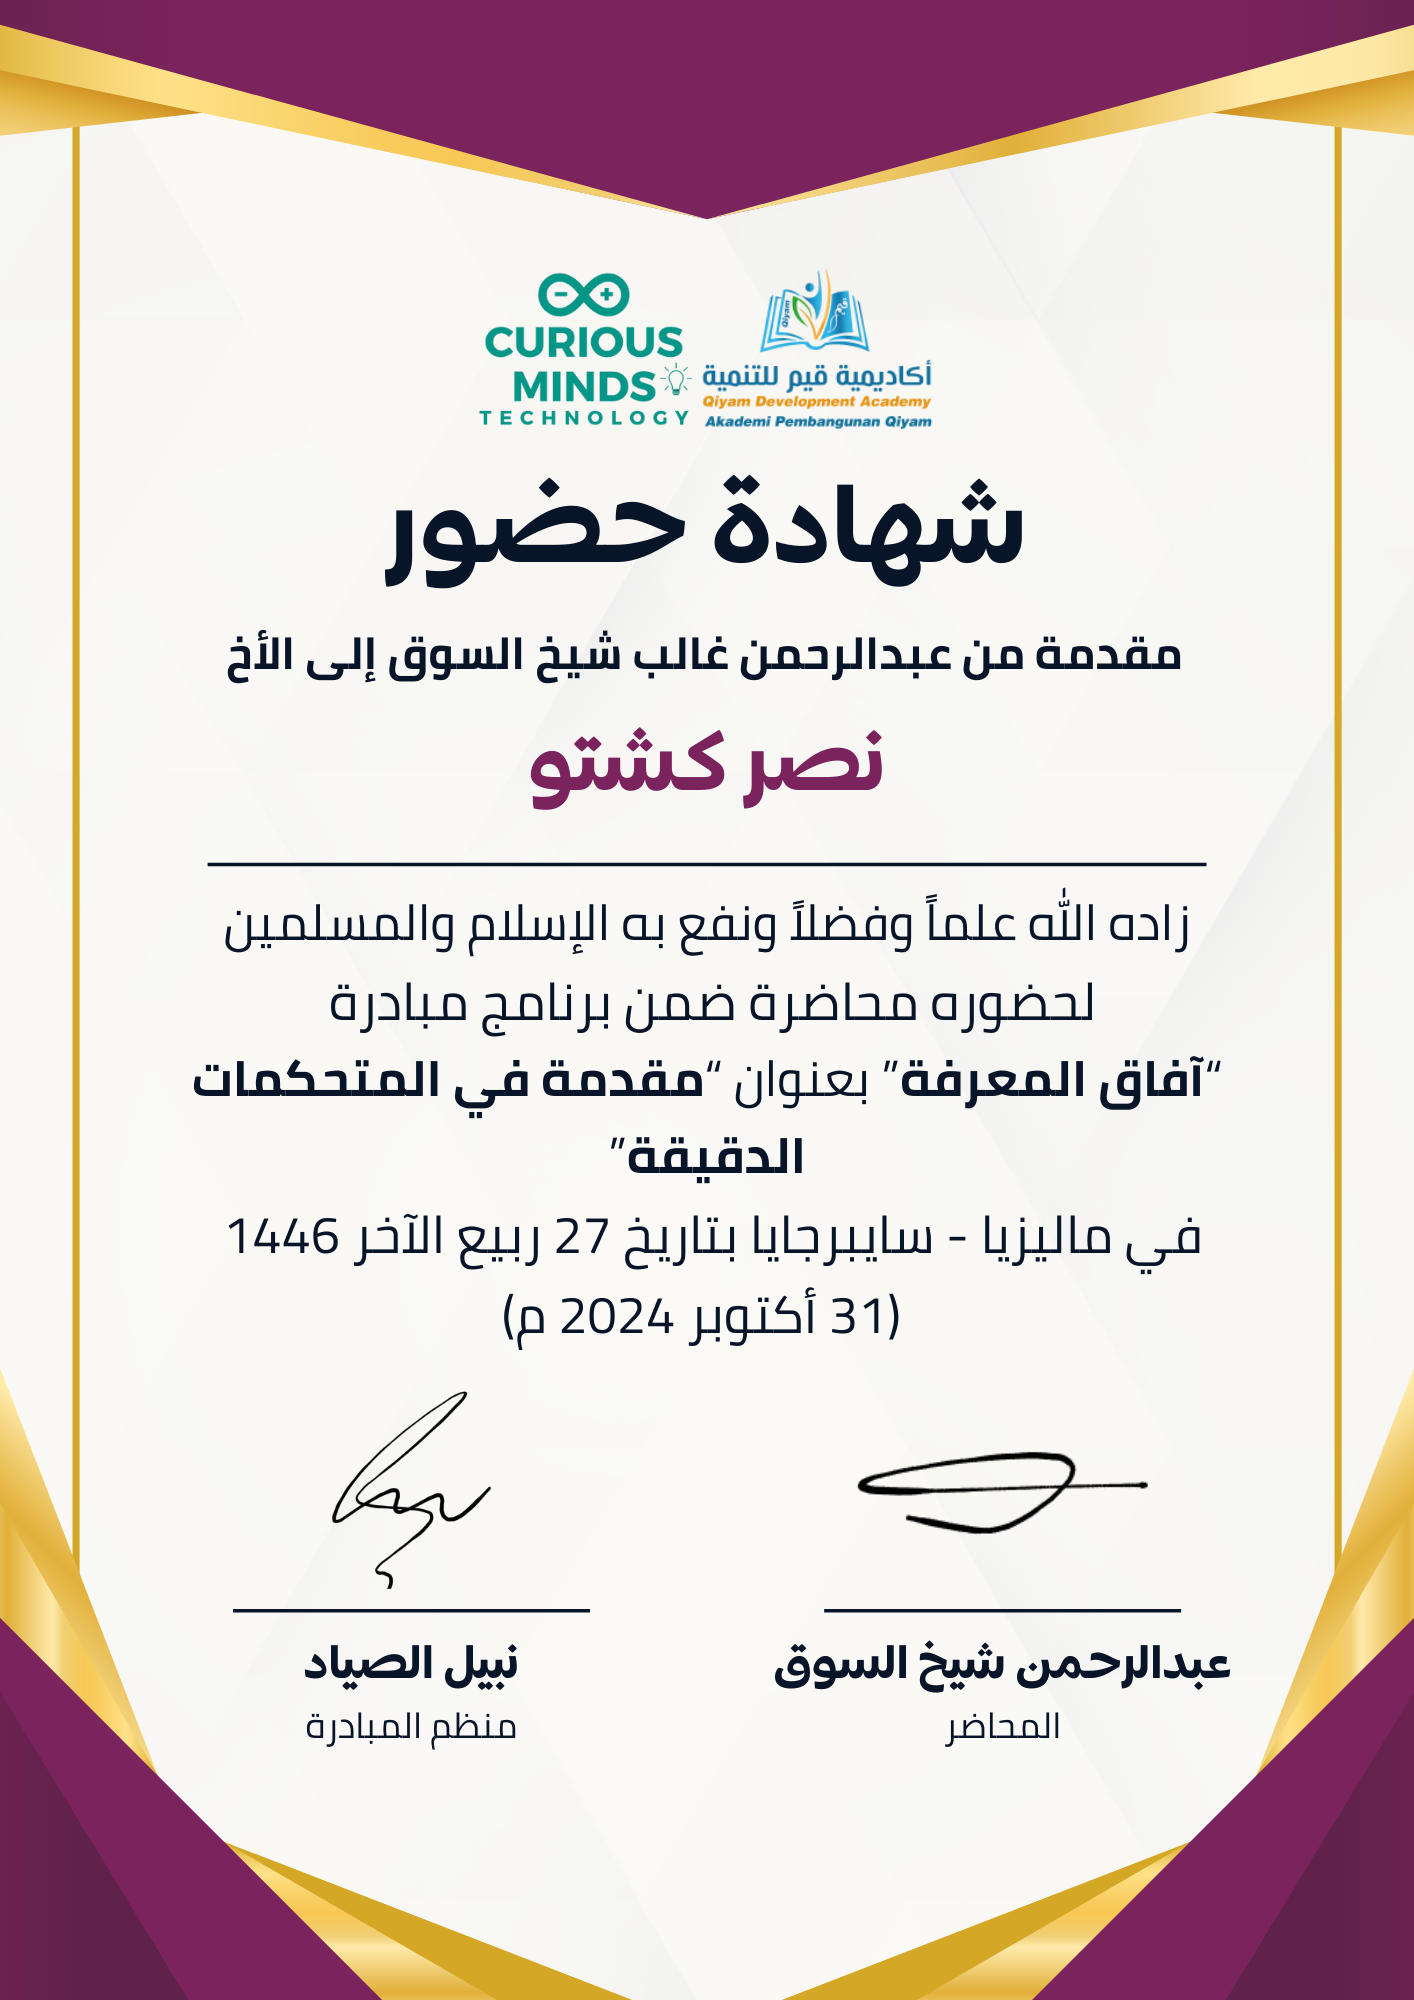 CURIOUS
MINDS
TECHNOLOGY
Qiyam
قيم
أكاديمية قيم للتنمية
Qiyam Development Academy
Akademi Pembangunan Qiyam
شهادة حضور
مقدمة من عبدالرحمن غالب شيخ السوق إلى الأخ
نصر كشتو
زاده الله علماً وفضلاً ونفع به الإسلام والمسلمين
لحضوره محاضرة ضمن برنامج مبادرة
“آفاق المعرفة” بعنوان “مقدمة في المتحكمات
الدقيقة”
في ماليزيا - سايبرجايا بتاريخ 27 ربيع الآخر 1446
(31 أكتوبر 2024 م)
عبدالرحمن شيخ السوق
المحاضر
نبيل الصياد
منظم المبادرة